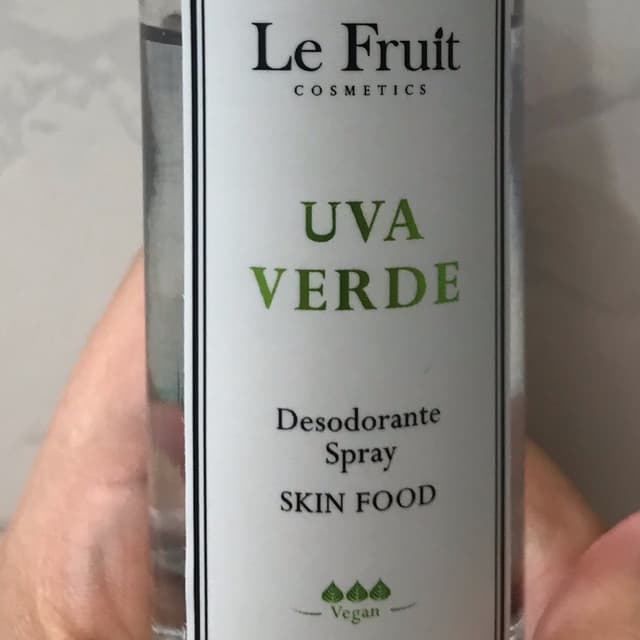 Le Fruit
COSMETICS
UVA
VERDE
Desodorante
Spray
SKIN FOOD
Vegan